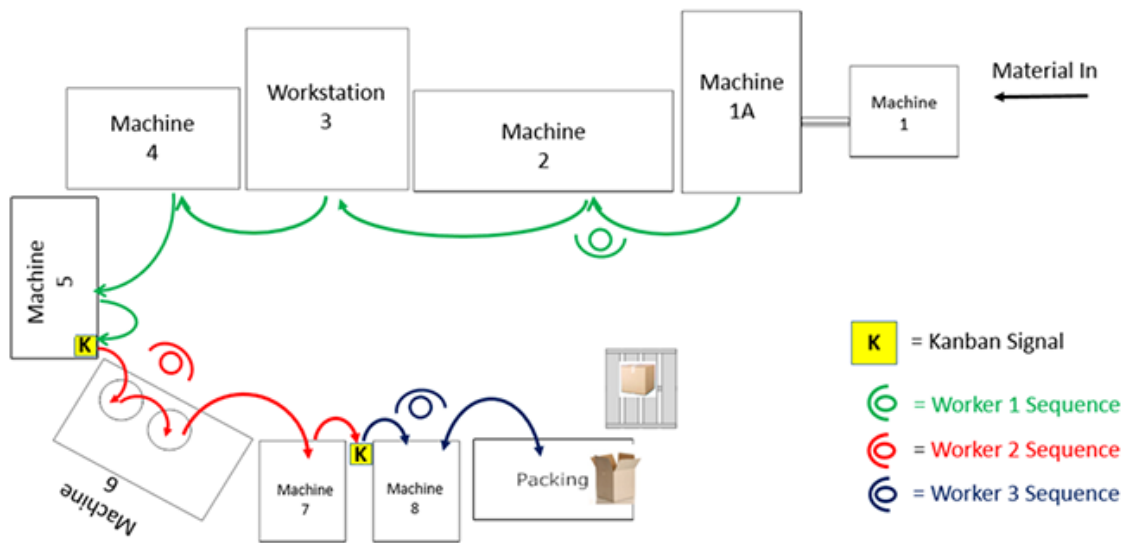 Material In
Machine
1
Machine
1A
Machine
2
Workstation
3
Machine
4
Machine
5
K
Machine
6
Machine
7
K
Machine
8
Packing
K = Kanban Signal
= Worker 1 Sequence
= Worker 2 Sequence
= Worker 3 Sequence